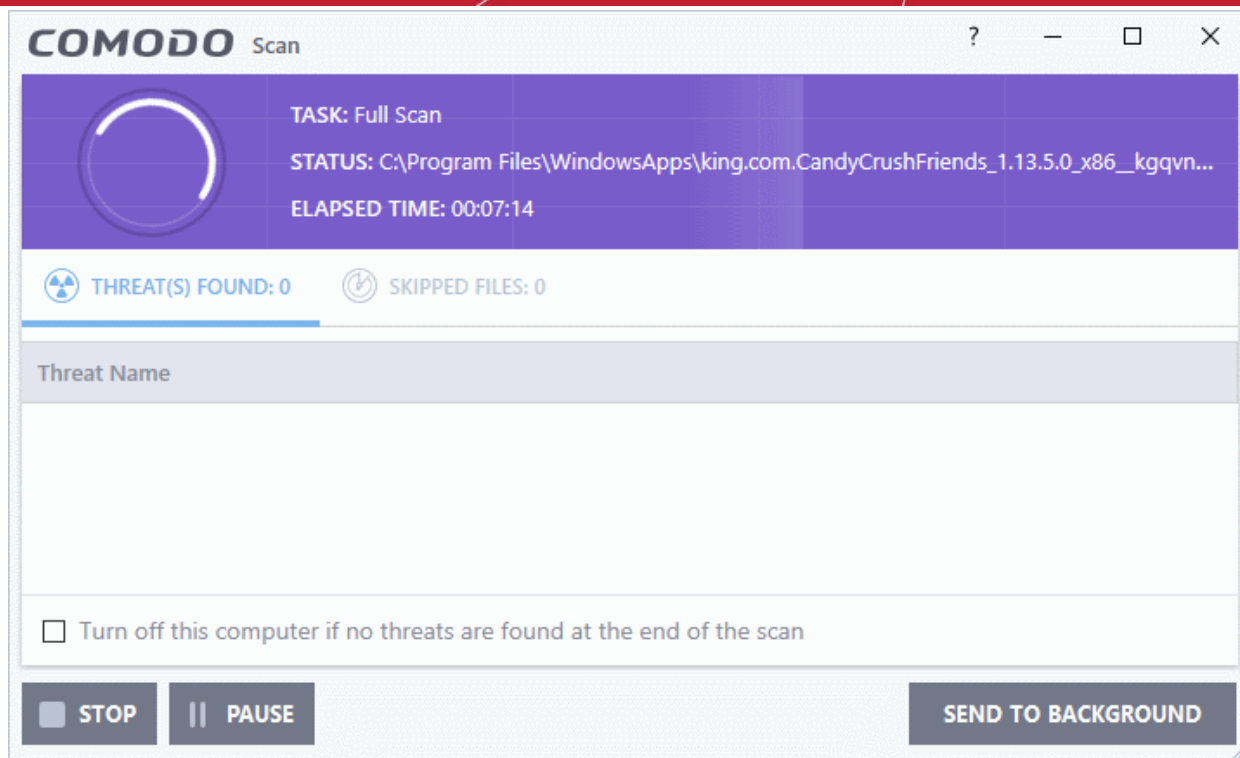 COMODO Scan
?
TASK: Full Scan
STATUS: C:\Program Files\WindowsApps\king.com.CandyCrushFriends_1.13.5.0_x86__kgqvn...
ELAPSED TIME: 00:07:14
THREAT(S) FOUND: 0 SKIPPED FILES: 0
Threat Name
Turn off this computer if no threats are found at the end of the scan
STOP PAUSE SEND TO BACKGROUND